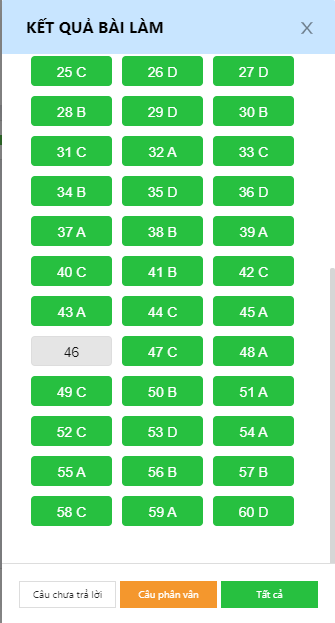 KẾT QUẢ BÀI LÀM X
25 C 26 D 27 D
28 B 29 D 30 B
31 C 32 A 33 C
34 B 35 D 36 D
37 A 38 B 39 A
40 C 41 B 42 C
43 A 44 C 45 A
46 47 C 48 A
49 C 50 B 51 A
52 C 53 D 54 A
55 A 56 B 57 B
58 C 59 A 60 D
Câu chưa trả lời Câu phân vân Tất cả